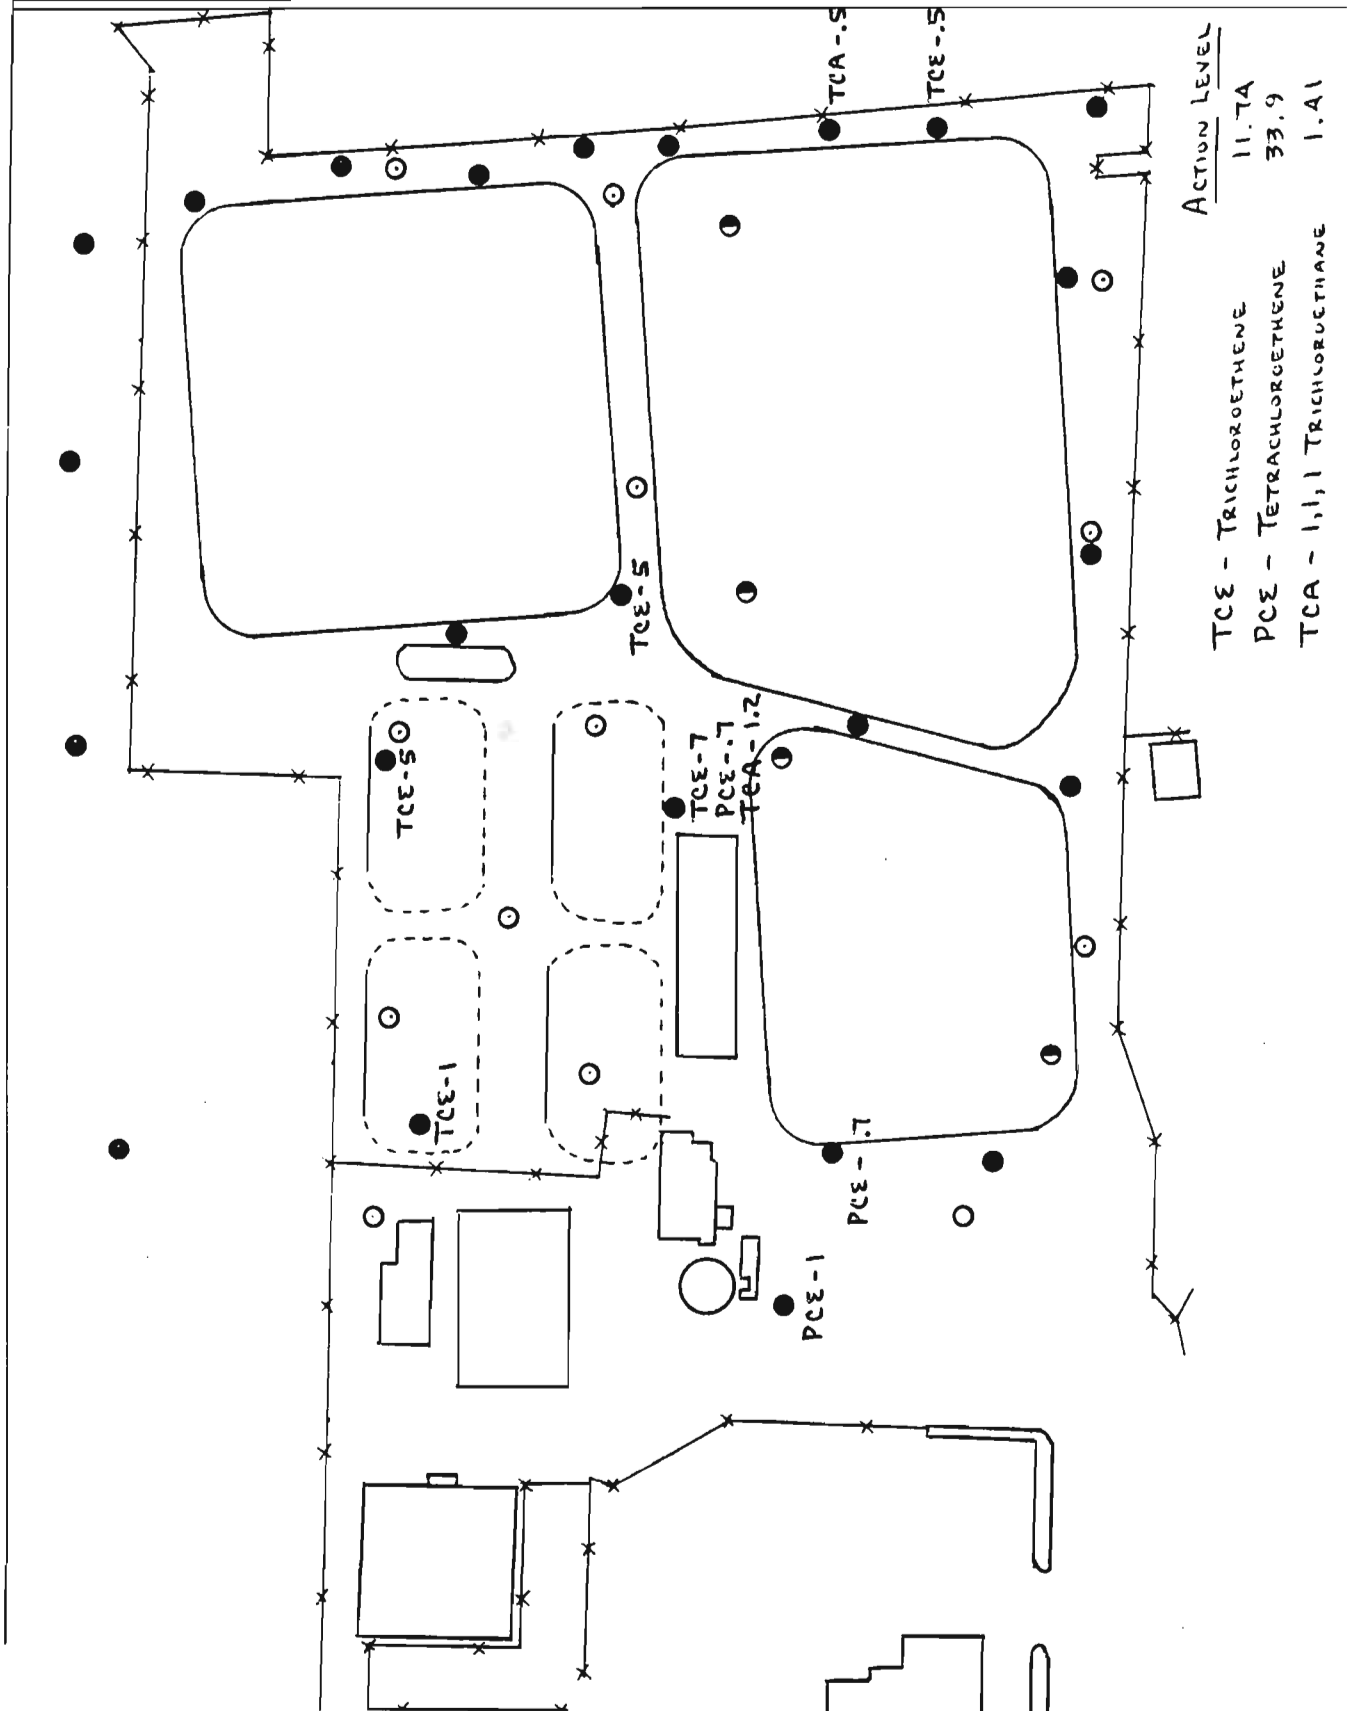 TCE-5
TCE-1
TCE-5
TCE-7
PCE-.7
TCA-1.2
PCE-1
TCA-.5
PCE-.7
TCE-.5
ACTION LEVEL
TCE - TRICHLOROETHENE 11.74
PCE - TETRACHLOROETHENE 33.9
TCA - 1,1,1 TRICHLOROETHANE 1.41